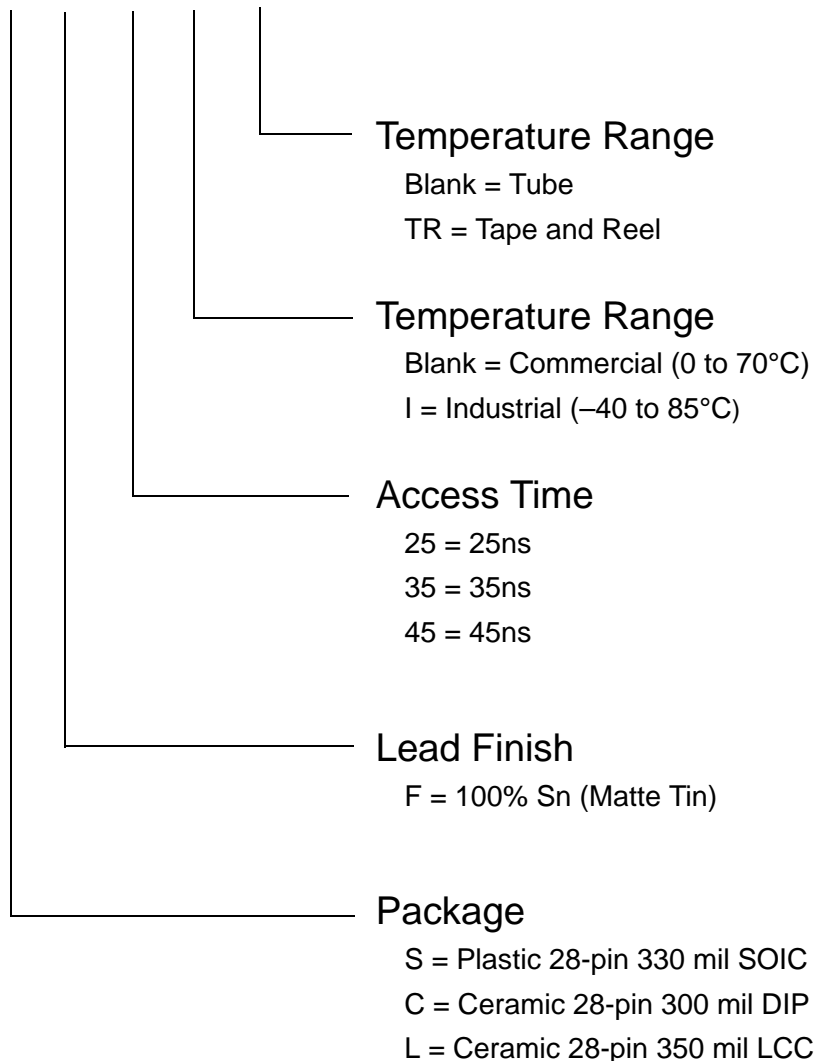 Temperature Range
Blank = Tube
TR = Tape and Reel
Temperature Range
Blank = Commercial (0 to 70°C)
I = Industrial (–40 to 85°C)
Access Time
25 = 25ns
35 = 35ns
45 = 45ns
Lead Finish
F = 100% Sn (Matte Tin)
Package
S = Plastic 28-pin 330 mil SOIC
C = Ceramic 28-pin 300 mil DIP
L = Ceramic 28-pin 350 mil LCC